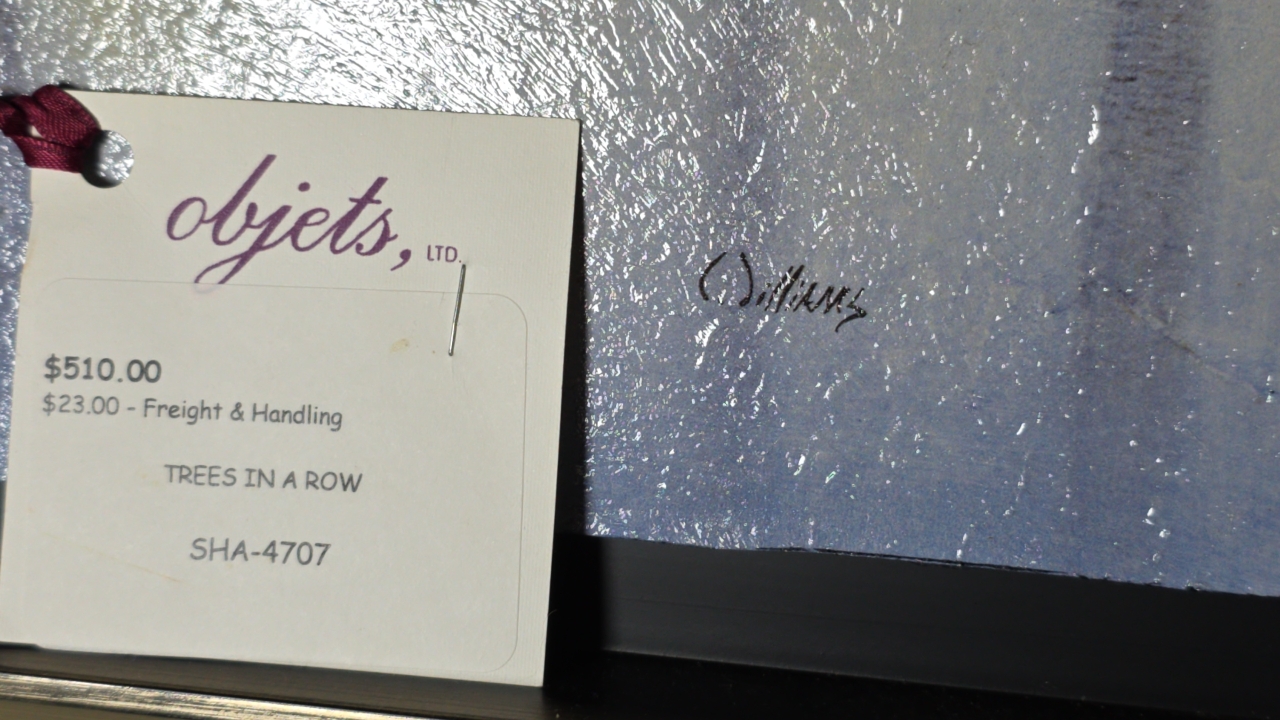 objets, LTD.
$510.00
$23.00 - Freight & Handling
TREES IN A ROW
SHA-4707
Williams